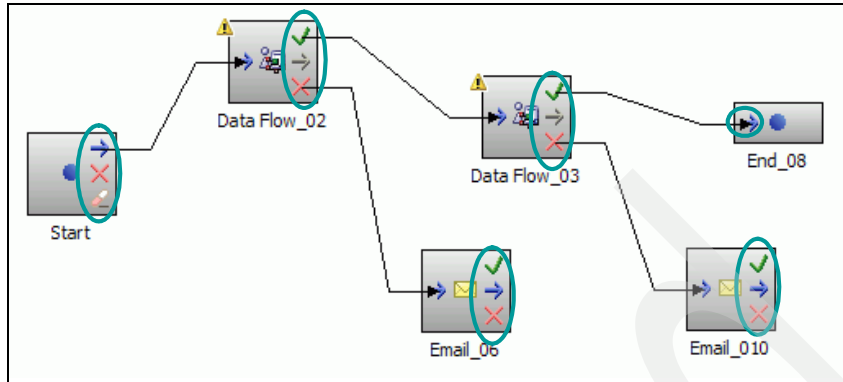 Data Flow_02
Data Flow_03
End_08
Start
Email_06
Email_010